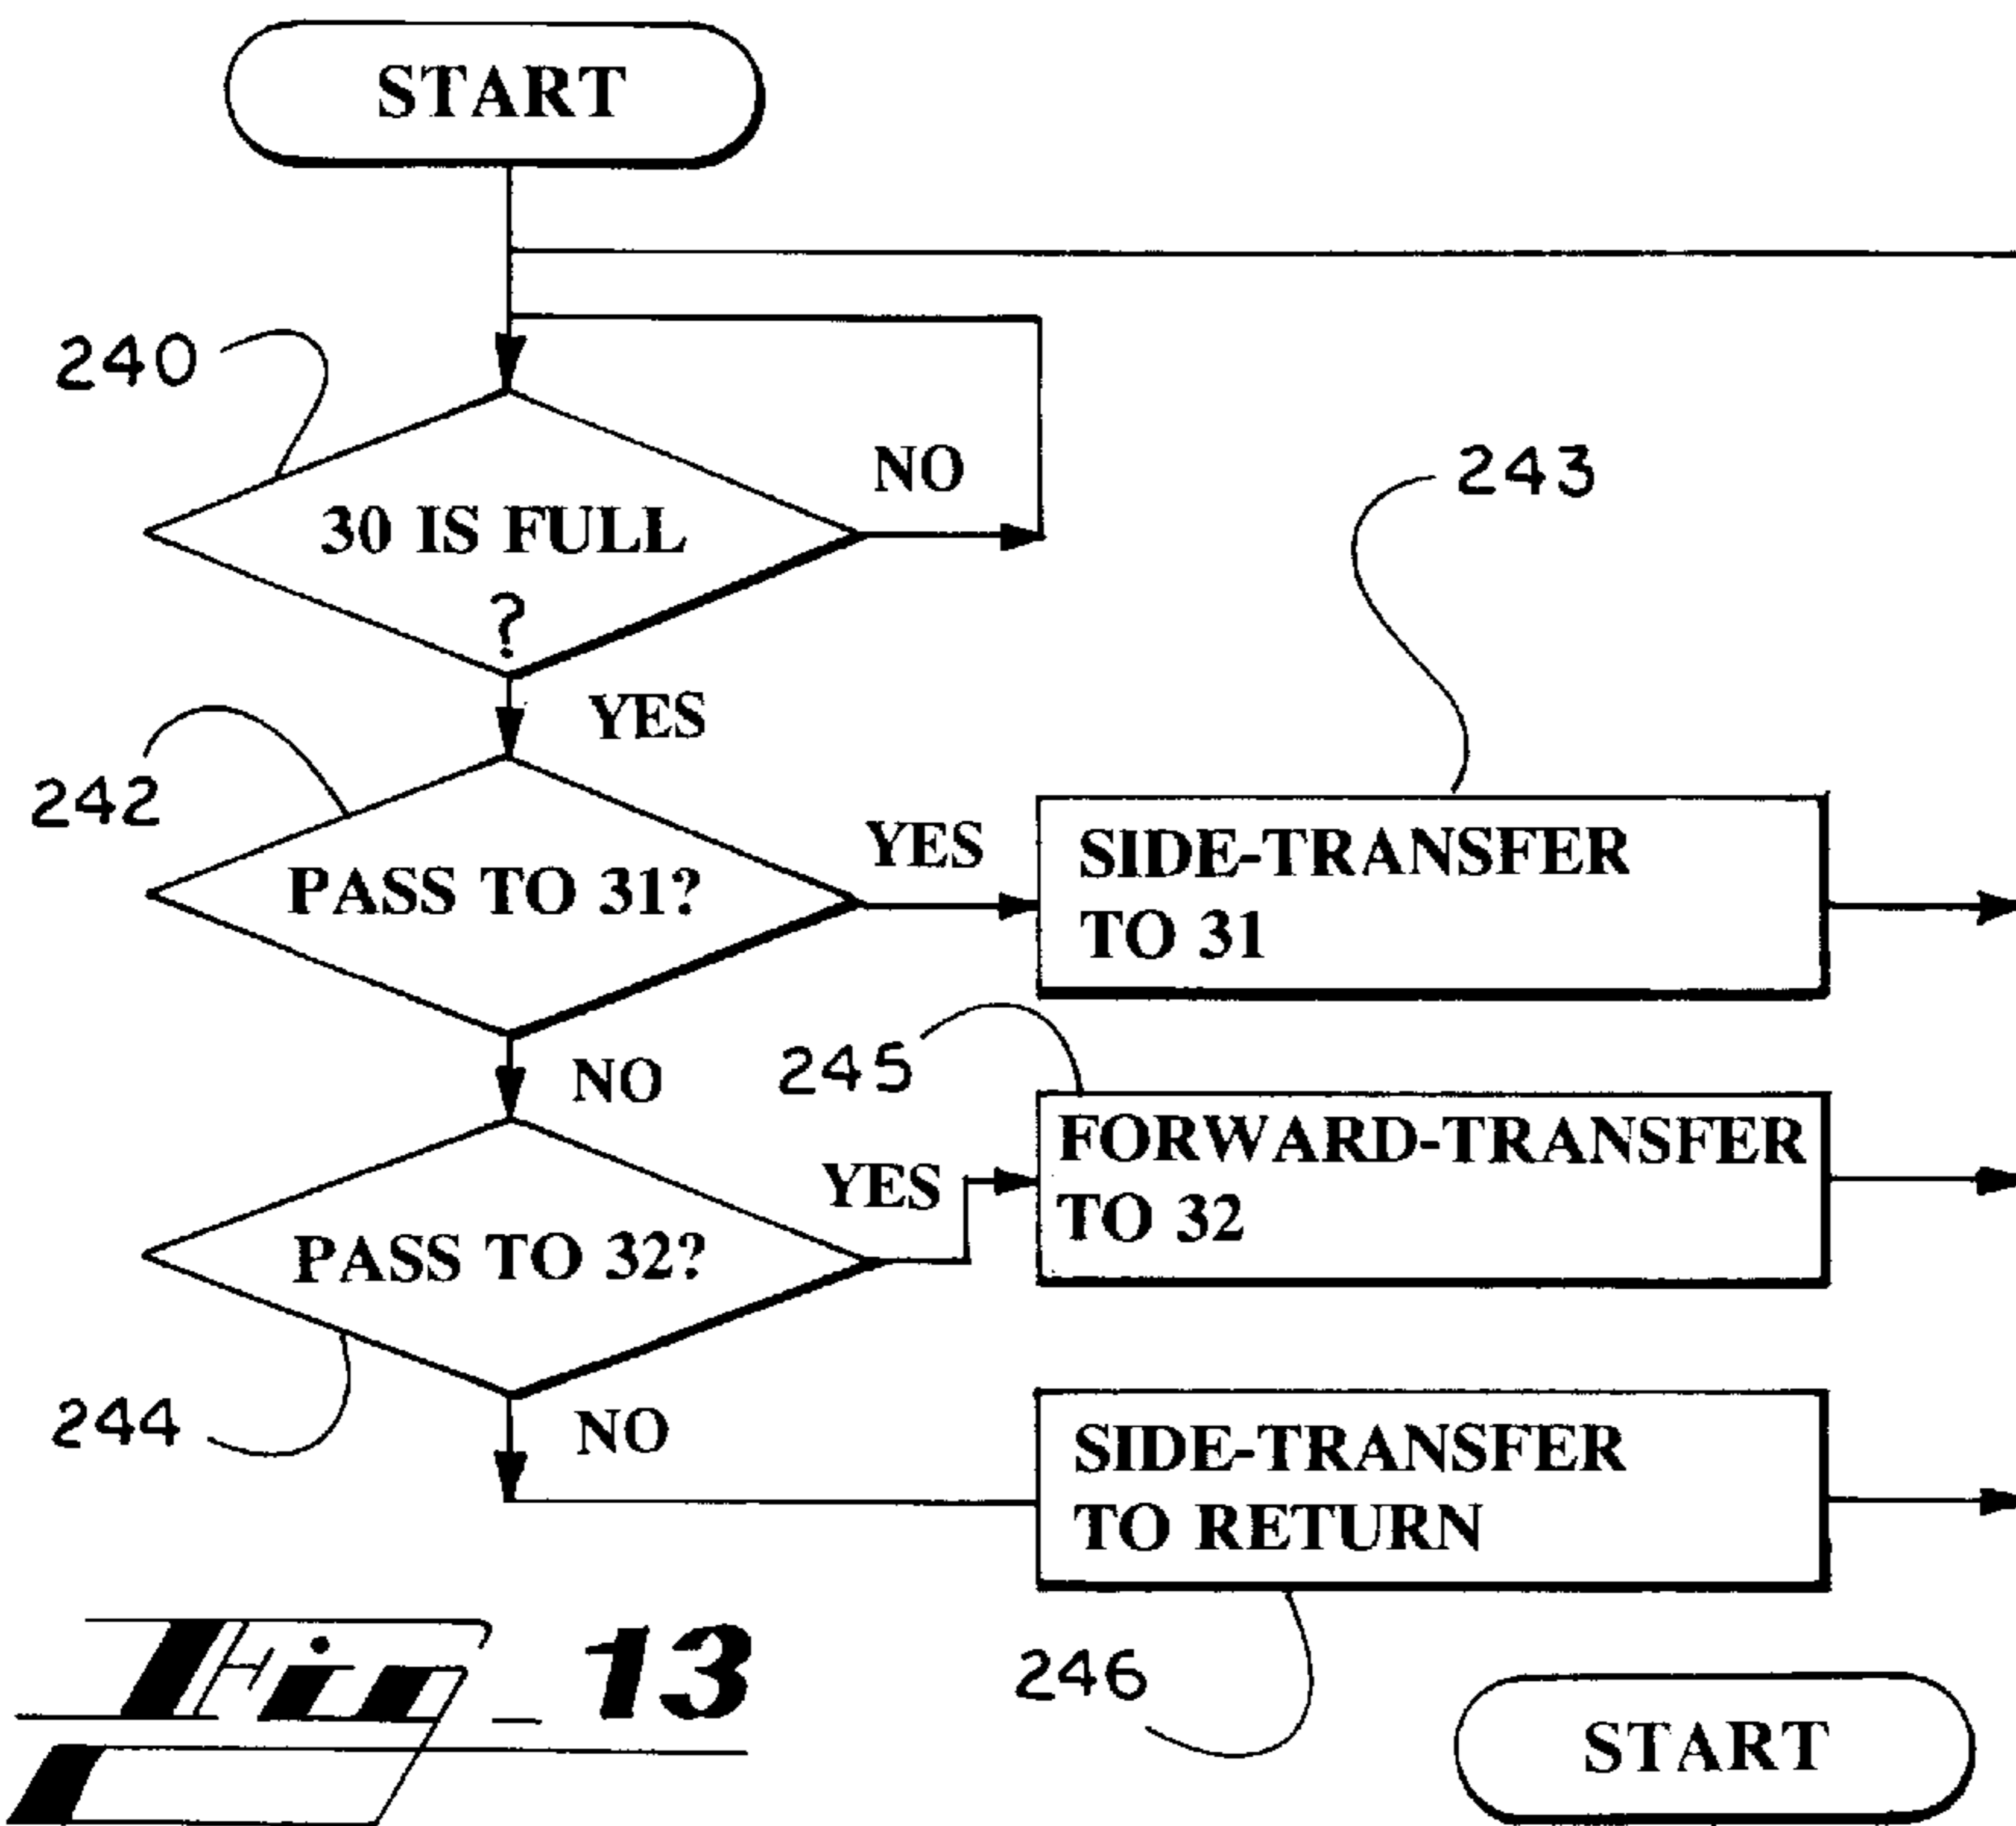 START
240
NO
243
30 IS FULL
?
YES
242
YES
SIDE-TRANSFER
TO 31
PASS TO 31?
NO
245
YES
FORWARD-TRANSFER
TO 32
PASS TO 32?
244
NO
SIDE-TRANSFER
TO RETURN
Fig_13
246
START